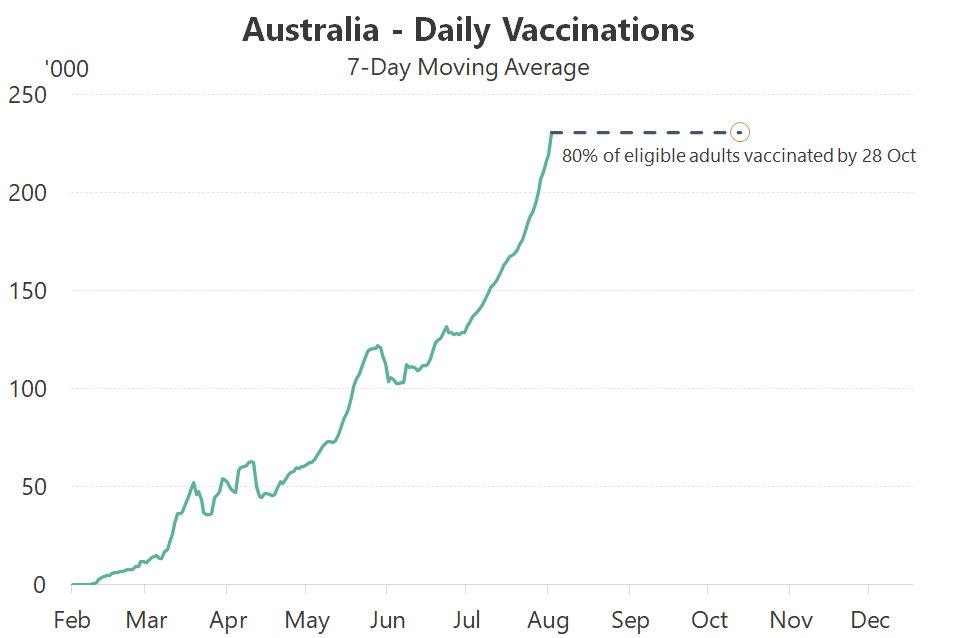 Australia - Daily Vaccinations
7-Day Moving Average
'000
250
80% of eligible adults vaccinated by 28 Oct
200
150
100
50
0
Feb Mar Apr May Jun Jul Aug Sep Oct Nov Dec